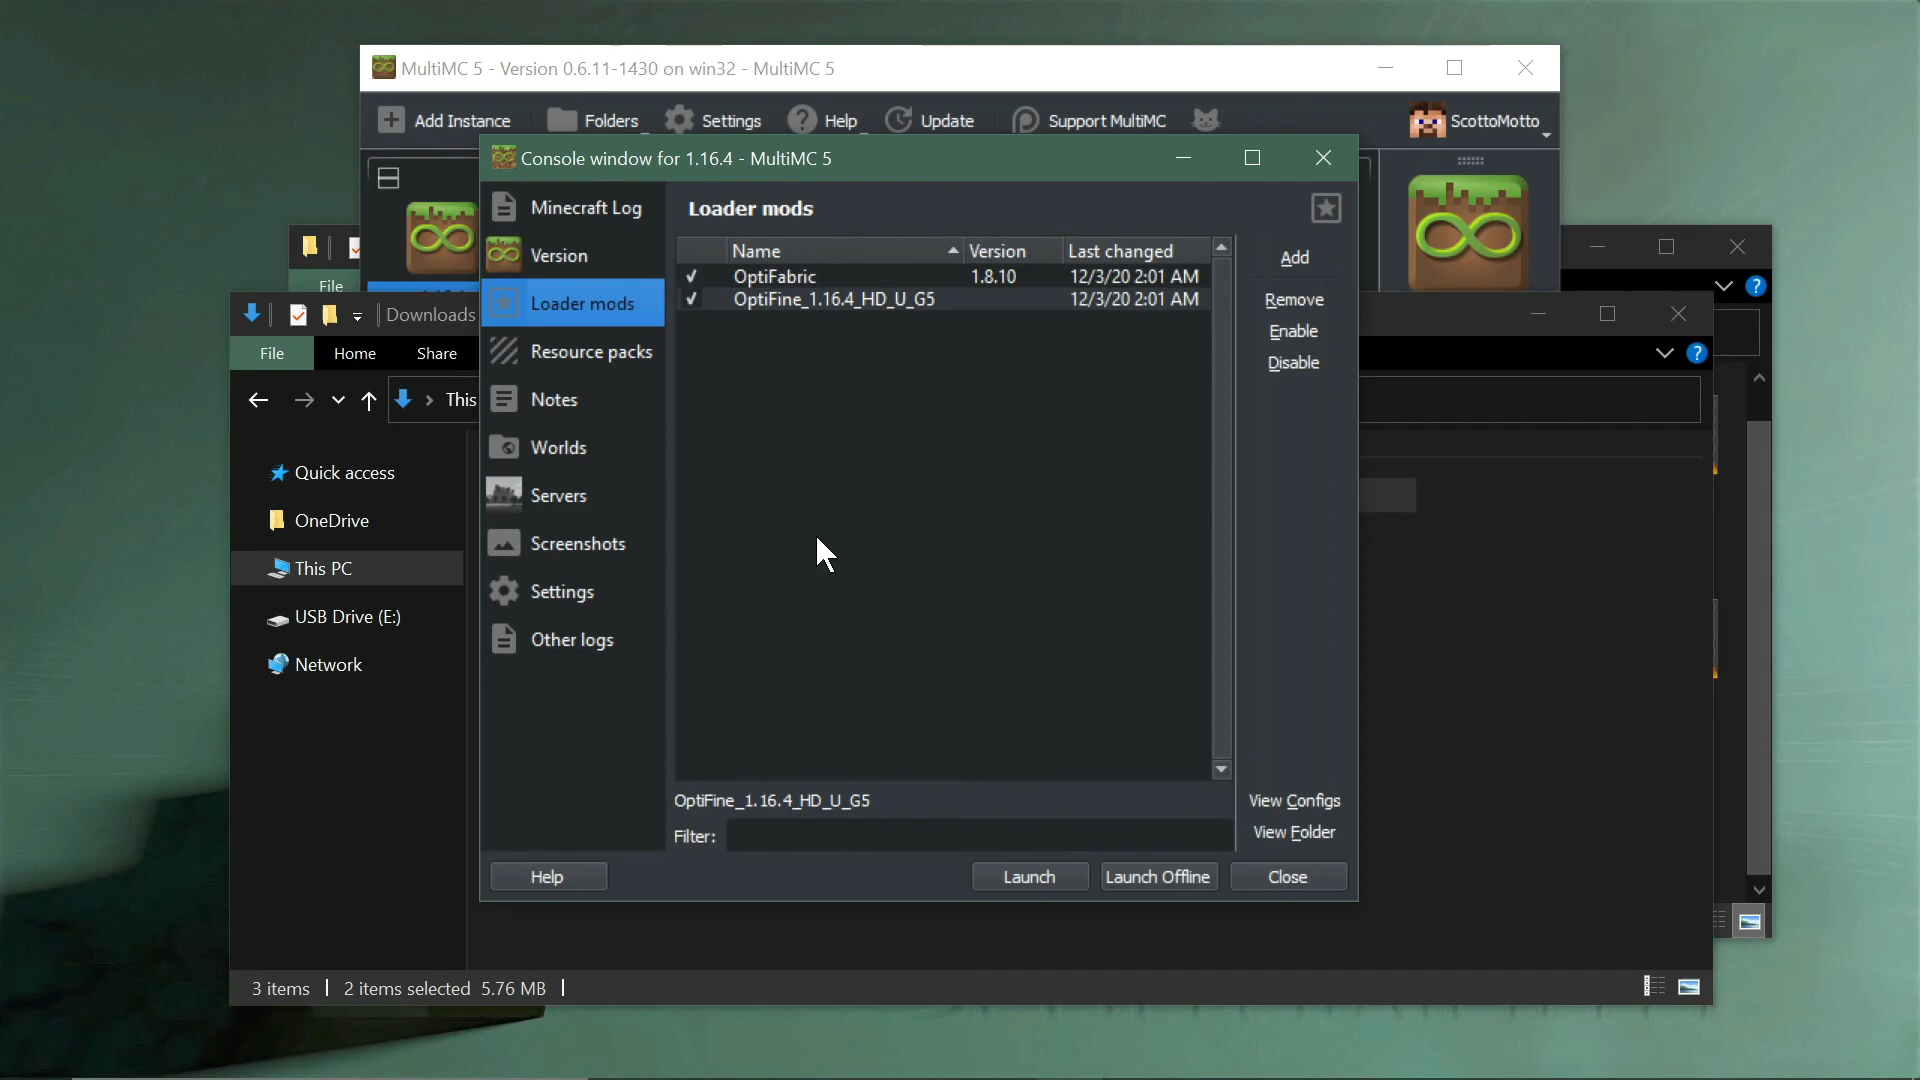 MultiMC 5 - Version 0.6.11-1430 on win32 - MultiMC 5
Add Instance
Folders
Settings
Help
Update
Support MultiMC
ScottoMotto
Console window for 1.16.4 - MultiMC 5
Minecraft Log
Version
Loader mods
Resource packs
Notes
Worlds
Servers
Screenshots
Settings
Other logs
Loader mods
Name Version Last changed
OptiFabric 1.8.10 12/3/20 2:01 AM
OptiFine_1.16.4_HD_U_G5 12/3/20 2:01 AM
Add
Remove
Enable
Disable
OptiFine_1.16.4_HD_U_G5
Filter:
View Configs
View Folder
Help
Launch
Launch Offline
Close
File
Downloads
File
Home
Share
This
Quick access
OneDrive
This PC
USB Drive (E:)
Network
3 items
2 items selected 5.76 MB